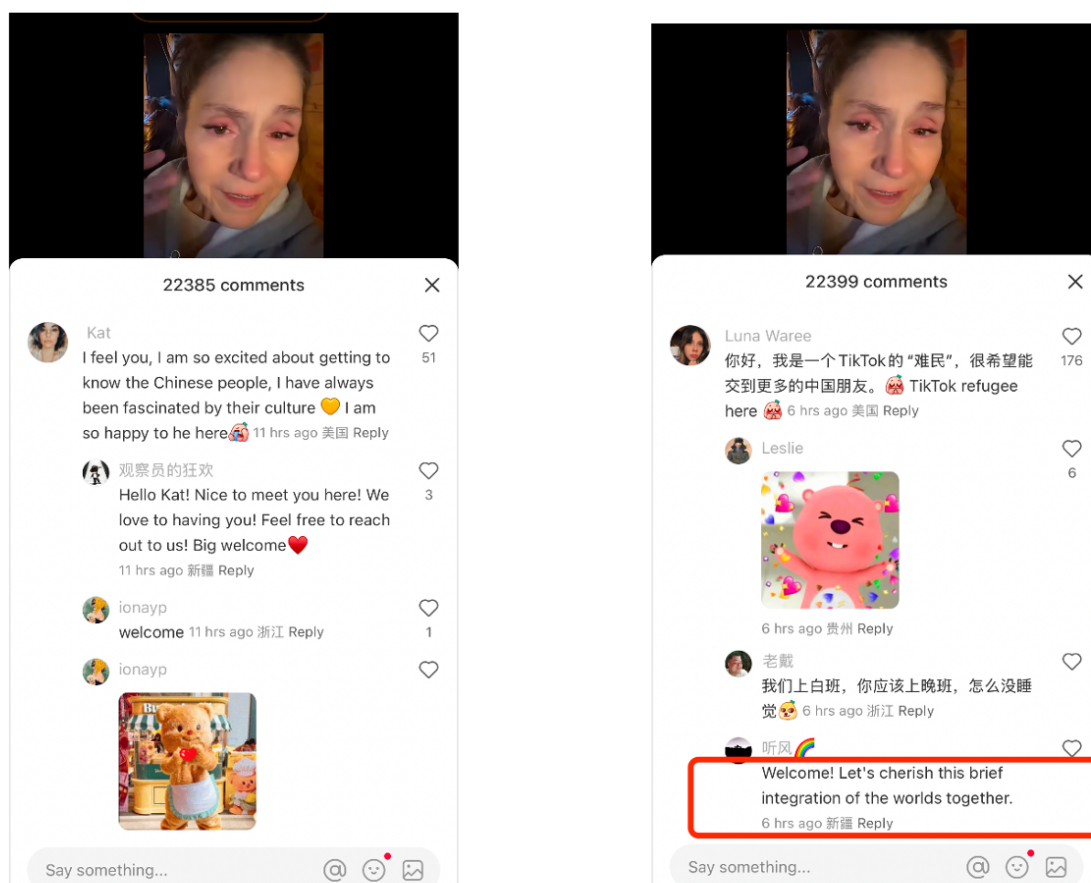 22385 comments
Kat
I feel you, I am so excited about getting to
know the Chinese people, I have always
been fascinated by their culture 💛 I am
so happy to he here 11 hrs ago 美国 Reply
51
观察员的狂欢
Hello Kat! Nice to meet you here! We
love to having you! Feel free to reach
out to us! Big welcome♥️
11 hrs ago 新疆 Reply
3
ionayp
welcome 11 hrs ago 浙江 Reply
1
ionayp
Bu
Say something...
22399 comments
Luna Waree
你好，我是一个TikTok的“难民”，很希望能
交到更多的中国朋友。 TikTok refugee
here 6 hrs ago 美国 Reply
176
Leslie
6
6 hrs ago 贵州 Reply
老戴
我们上白班，你应该上晚班，怎么没睡
觉 6 hrs ago 浙江 Reply
听风🌈
Welcome! Let's cherish this brief
integration of the worlds together.
6 hrs ago 新疆 Reply
Say something...